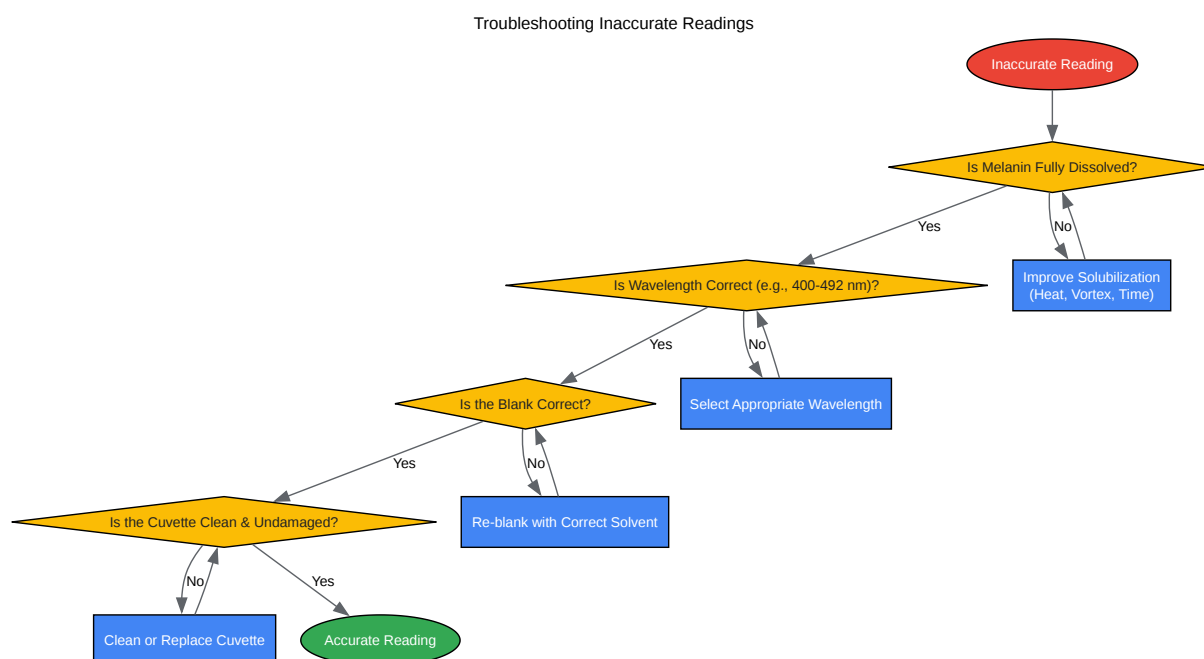 Troubleshooting Inaccurate Readings
Inaccurate Reading
Is Melanin Fully Dissolved?
Yes
No
Is Wavelength Correct (e.g., 400-492 nm)?
Improve Solubilization
(Heat, Vortex, Time)
Yes
No
Is the Blank Correct?
Select Appropriate Wavelength
Yes
No
Is the Cuvette Clean & Undamaged?
Re-blank with Correct Solvent
No
Yes
Clean or Replace Cuvette
Accurate Reading